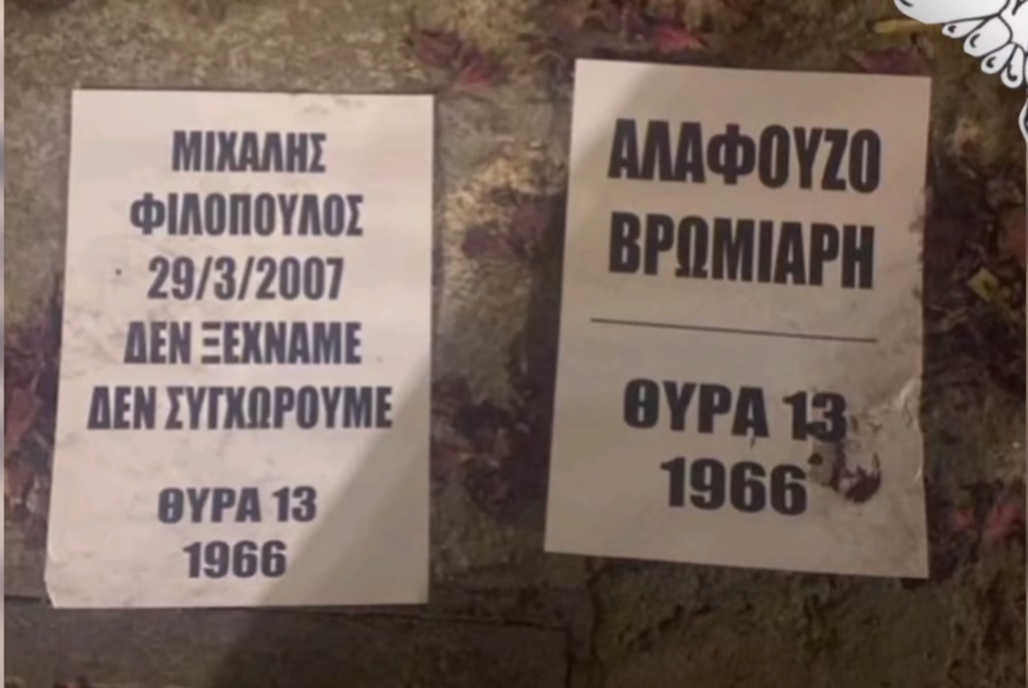 ΜΙΧΑΛΗΣ
ΦΙΛΟΠΟΥΛΟΣ
29/3/2007
ΔΕΝ ΞΕΧΝΑΜΕ
ΔΕΝ ΣΥΓΧΩΡΟΥΜΕ
ΘΥΡΑ 13
1966
ΑΛΑΦΟΥΖΟ
ΒΡΩΜΙΑΡΗ
ΘΥΡΑ 13
1966